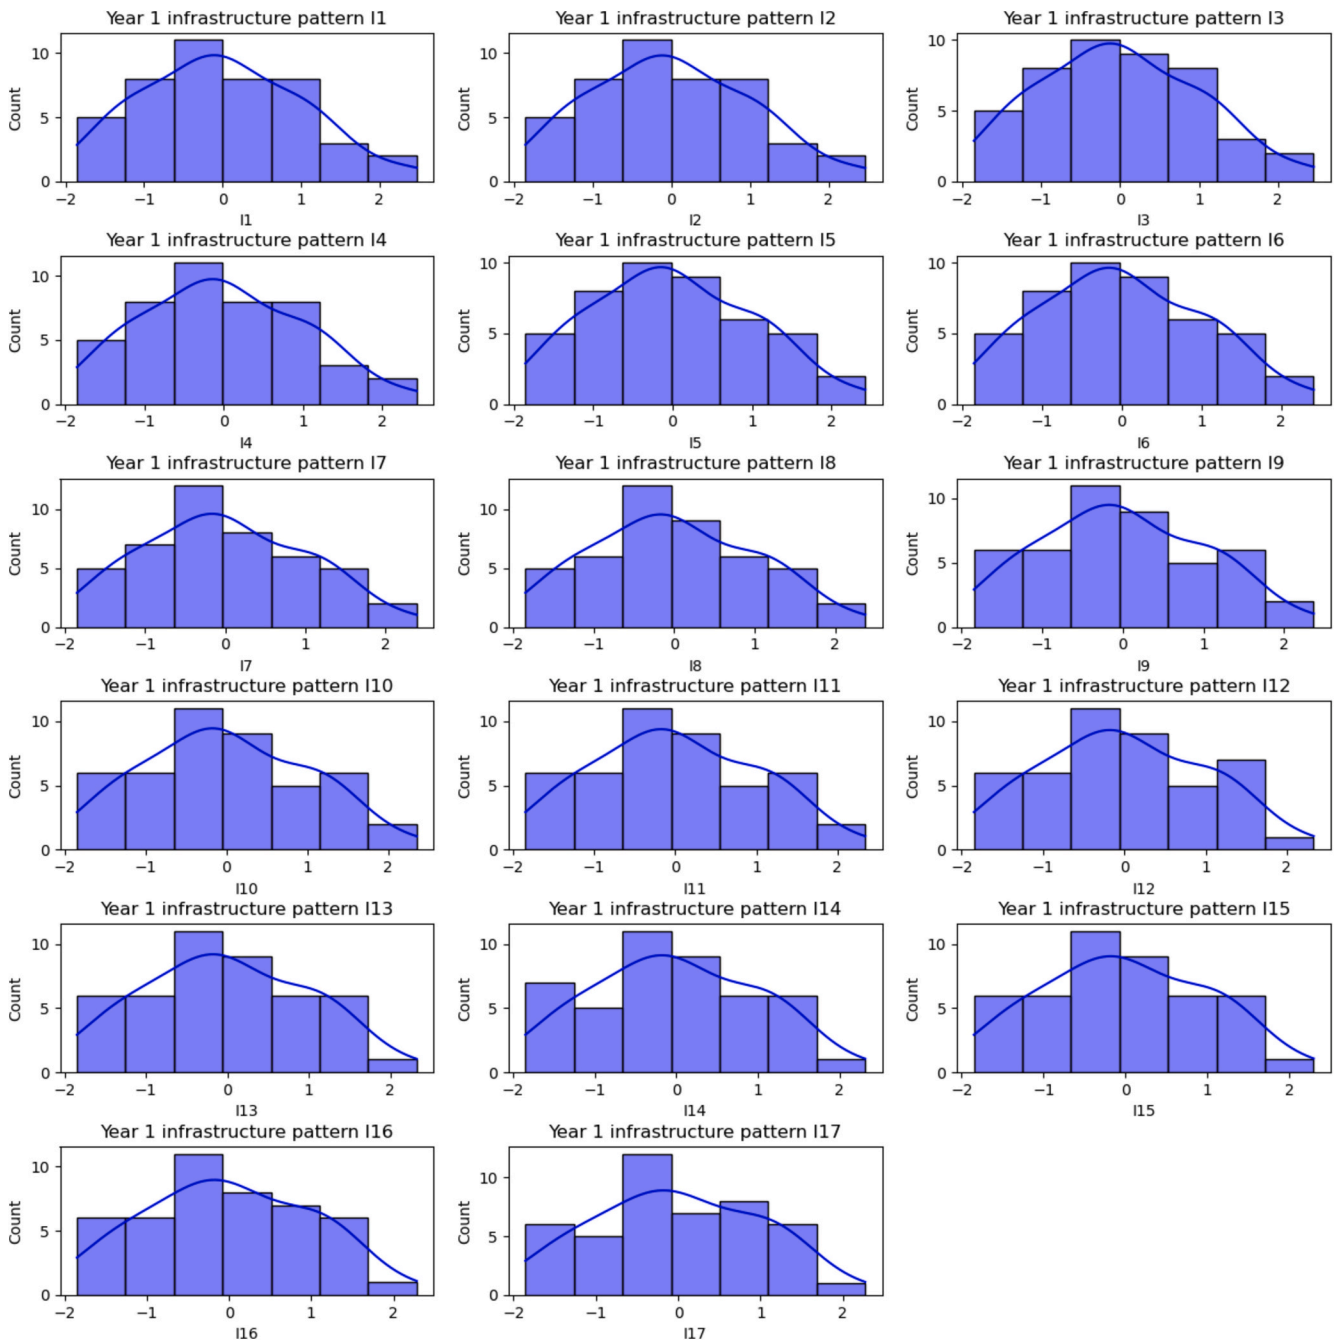 Year 1 infrastructure pattern I1
Year 1 infrastructure pattern I2
Year 1 infrastructure pattern I3
Count
10
5
0
−2 −1 0 1 2
I1
Count
10
5
0
−2 −1 0 1 2
I2
Count
10
5
0
−2 −1 0 1 2
I3
Year 1 infrastructure pattern I4
Year 1 infrastructure pattern I5
Year 1 infrastructure pattern I6
Count
10
5
0
−2 −1 0 1 2
I4
Count
10
5
0
−2 −1 0 1 2
I5
Count
10
5
0
−2 −1 0 1 2
I6
Year 1 infrastructure pattern I7
Year 1 infrastructure pattern I8
Year 1 infrastructure pattern I9
Count
10
5
0
−2 −1 0 1 2
I7
Count
10
5
0
−2 −1 0 1 2
I8
Count
10
5
0
−2 −1 0 1 2
I9
Year 1 infrastructure pattern I10
Year 1 infrastructure pattern I11
Year 1 infrastructure pattern I12
Count
10
5
0
−2 −1 0 1 2
I10
Count
10
5
0
−2 −1 0 1 2
I11
Count
10
5
0
−2 −1 0 1 2
I12
Year 1 infrastructure pattern I13
Year 1 infrastructure pattern I14
Year 1 infrastructure pattern I15
Count
10
5
0
−2 −1 0 1 2
I13
Count
10
5
0
−2 −1 0 1 2
I14
Count
10
5
0
−2 −1 0 1 2
I15
Year 1 infrastructure pattern I16
Year 1 infrastructure pattern I17
Count
10
5
0
−2 −1 0 1 2
I16
Count
10
5
0
−2 −1 0 1 2
I17